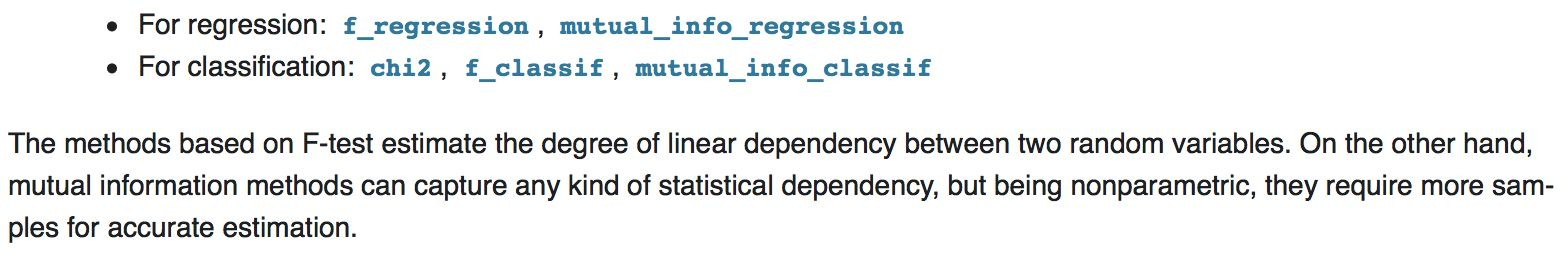 • For regression: f_regression , mutual_info_regression
• For classification: chi2 , f_classif , mutual_info_classif
The methods based on F-test estimate the degree of linear dependency between two random variables. On the other hand,
mutual information methods can capture any kind of statistical dependency, but being nonparametric, they require more sam-
ples for accurate estimation.